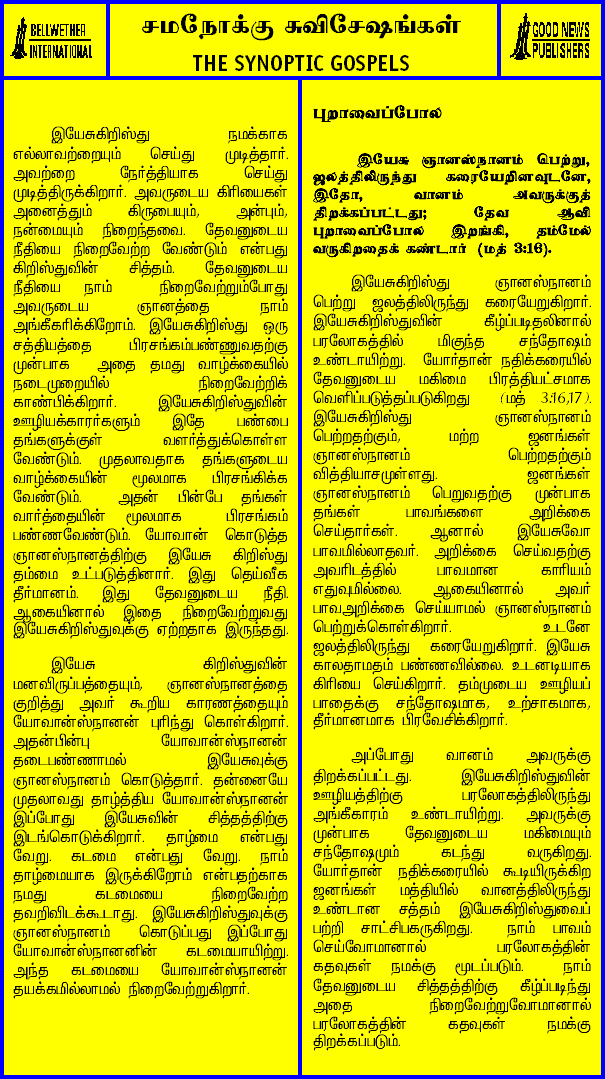 BELLWETHER
INTERNATIONAL
சமநோக்கு சுவிசேஷங்கள்
THE SYNOPTIC GOSPELS
GOOD NEWS
PUBLISHERS
இயேசுகிறிஸ்து நமக்காக
எல்லாவற்றையும் செய்து முடித்தார்.
அவற்றை நேர்த்தியாக செய்து
முடித்திருக்கிறார். அவருடைய கிரியைகள்
அனைத்தும் கிருபையும், அன்பும்,
நன்மையும் நிறைந்தவை. தேவனுடைய
நீதியை நிறைவேற்ற வேண்டும் என்பது
கிறிஸ்துவின் சித்தம். தேவனுடைய
நீதியை நாம் நிறைவேற்றும்போது
அவருடைய ஞானத்தை நாம்
அங்கீகரிக்கிறோம். இயேசுகிறிஸ்து ஒரு
சத்தியத்தை பிரசங்கம்பண்ணுவதற்கு
முன்பாக அதை தமது வாழ்க்கையில்
நடைமுறையில் நிறைவேற்றிக்
காண்பிக்கிறார். இயேசுகிறிஸ்துவின்
ஊழியக்காரர்களும் இதே பண்பை
தங்களுக்குள் வளர்த்துக்கொள்ள
வேண்டும். முதலாவதாக தங்களுடைய
வாழ்க்கையின் மூலமாக பிரசங்கிக்க
வேண்டும். அதன் பின்பே தங்கள்
வார்த்தையின் மூலமாக பிரசங்கம்
பண்ணவேண்டும். யோவான் கொடுத்த
ஞானஸ்நானத்திற்கு இயேசு கிறிஸ்து
தம்மை உட்படுத்தினார். இது தெய்வீக
தீர்மானம். இது தேவனுடைய நீதி.
ஆகையினால் இதை நிறைவேற்றுவது
இயேசுகிறிஸ்துவுக்கு ஏற்றதாக இருந்தது.
இயேசு கிறிஸ்துவின்
மனவிருப்பத்தையும், ஞானஸ்நானத்தை
குறித்து அவர் கூறிய காரணத்தையும்
யோவான்ஸ்நானன் புரிந்து கொள்கிறார்.
அதன்பின்பு யோவான்ஸ்நானன்
தடைபண்ணாமல் இயேசுவுக்கு
ஞானஸ்நானம் கொடுத்தார். தன்னையே
முதலாவது தாழ்த்திய யோவான்ஸ்நானன்
இப்போது இயேசுவின் சித்தத்திற்கு
இடங்கொடுக்கிறார். தாழ்மை என்பது
வேறு. கடமை என்பது வேறு. நாம்
தாழ்மையாக இருக்கிறோம் என்பதற்காக
நமது கடமையை நிறைவேற்ற
தவறிவிடக்கூடாது. இயேசுகிறிஸ்துவுக்கு
ஞானஸ்நானம் கொடுப்பது இப்போது
யோவான்ஸ்நானனின் கடமையாயிற்று.
அந்த கடமையை யோவான்ஸ்நானன்
தயக்கமில்லாமல் நிறைவேற்றுகிறார்.
புறாவைப்போல்
இயேசு ஞானஸ்நானம் பெற்று,
ஜலத்திலிருந்து கரையேறினவுடனே,
இதோ, வானம் அவருக்குத்
திறக்கப்பட்டது; தேவ ஆவி
புறாவைப்போல் இறங்கி, தம்மேல்
வருகிறதைக் கண்டார் (மத் 3:16).
இயேசுகிறிஸ்து ஞானஸ்நானம்
பெற்று ஜலத்திலிருந்து கரையேறுகிறார்.
இயேசுகிறிஸ்துவின் கீழ்ப்படிதலினால்
பரலோகத்தில் மிகுந்த சந்தோஷம்
உண்டாயிற்று. யோர்தான் நதிக்கரையில்
தேவனுடைய மகிமை பிரத்தியட்சமாக
வெளிப்படுத்தப்படுகிறது (மத் 3:16,17).
இயேசுகிறிஸ்து ஞானஸ்நானம்
பெற்றதற்கும், மற்ற ஜனங்கள்
ஞானஸ்நானம் பெற்றதற்கும்
வித்தியாசமுள்ளது. ஜனங்கள்
ஞானஸ்நானம் பெறுவதற்கு முன்பாக
தங்கள் பாவங்களை அறிக்கை
செய்தார்கள். ஆனால் இயேசுவோ
பாவமில்லாதவர். அறிக்கை செய்வதற்கு
அவரிடத்தில் பாவமான காரியம்
எதுவுமில்லை. ஆகையினால் அவர்
பாவஅறிக்கை செய்யாமல் ஞானஸ்நானம்
பெற்றுக்கொள்கிறார். உடனே
ஜலத்திலிருந்து கரையேறுகிறார். இயேசு
காலதாமதம் பண்ணவில்லை. உடனடியாக
கிரியை செய்கிறார். தம்முடைய ஊழியப்
பாதைக்கு சந்தோஷமாக, உற்சாகமாக,
தீர்மானமாக பிரவேசிக்கிறார்.
அப்போது வானம் அவருக்கு
திறக்கப்பட்டது. இயேசுகிறிஸ்துவின்
ஊழியத்திற்கு பரலோகத்திலிருந்து
அங்கீகாரம் உண்டாயிற்று. அவருக்கு
முன்பாக தேவனுடைய மகிமையும்
சந்தோஷமும் கடந்து வருகிறது.
யோர்தான் நதிக்கரையில் கூடியிருக்கிற
ஜனங்கள் மத்தியில் வானத்திலிருந்து
உண்டான சத்தம் இயேசுகிறிஸ்துவைப்
பற்றி சாட்சிபகருகிறது. நாம் பாவம்
செய்வோமானால் பரலோகத்தின்
கதவுகள் நமக்கு மூடப்படும். நாம்
தேவனுடைய சித்தத்திற்கு கீழ்ப்படிந்து
அதை நிறைவேற்றுவோமானால்
பரலோகத்தின் கதவுகள் நமக்கு
திறக்கப்படும்.